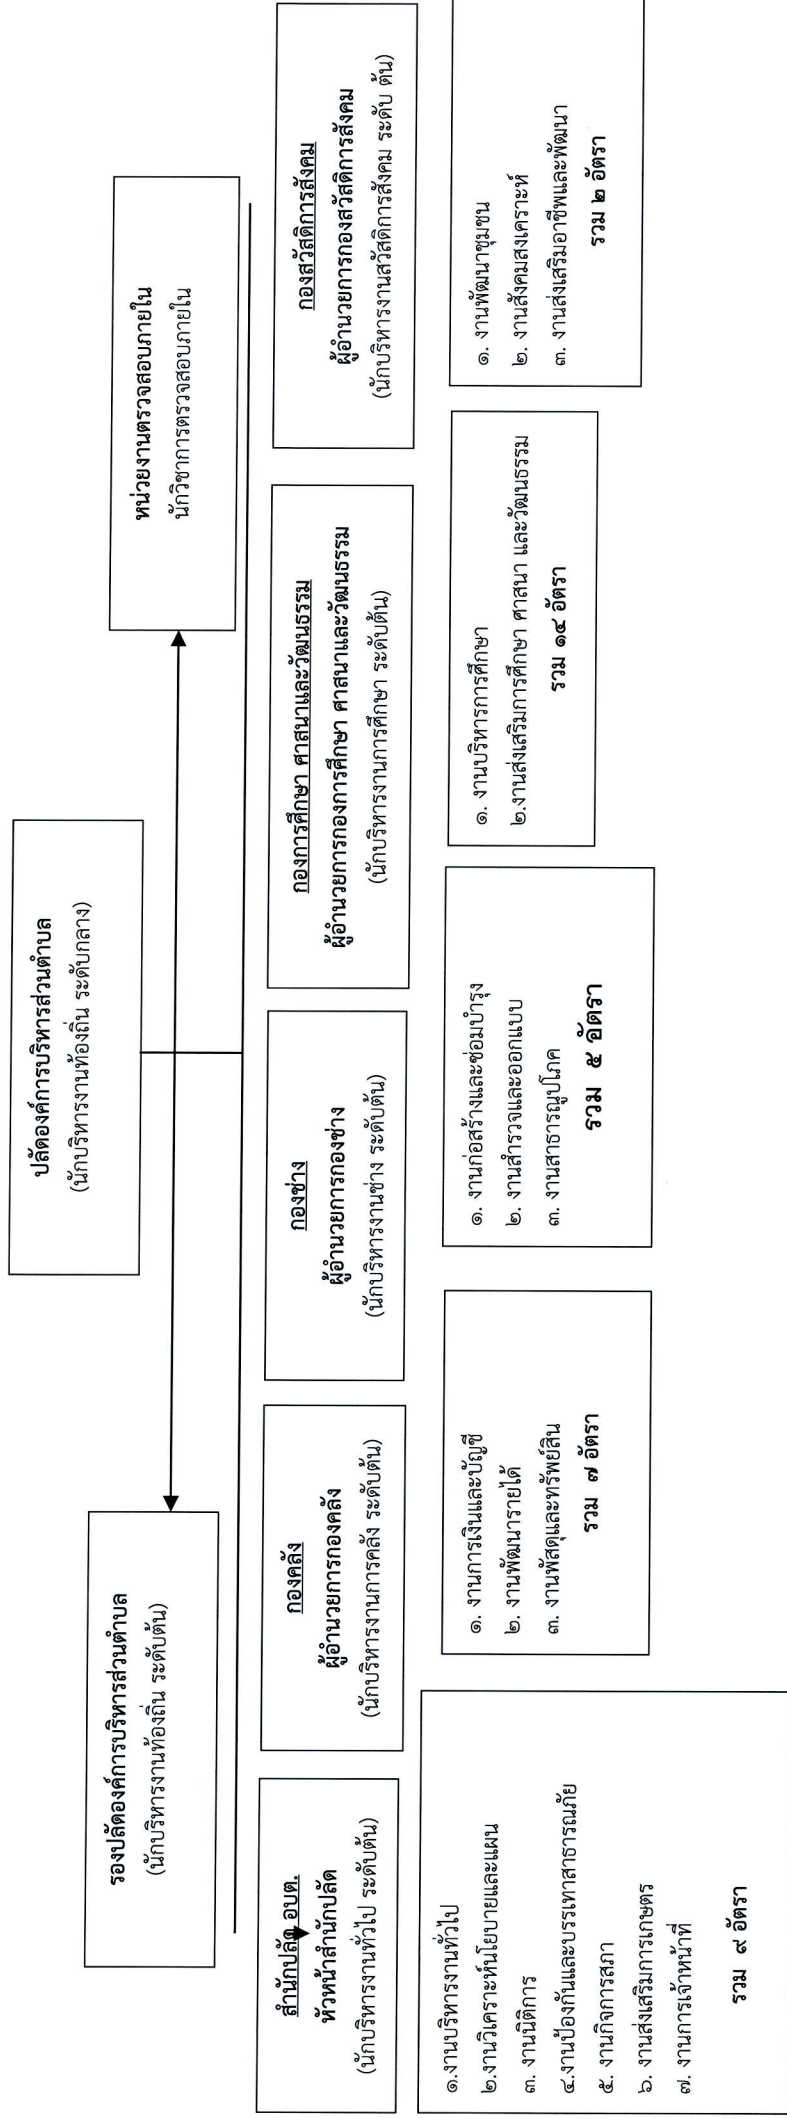 ปลัดองค์การบริหารส่วนตำบล
(นักบริหารงานท้องถิ่น ระดับกลาง)
รองปลัดองค์การบริหารส่วนตำบล
(นักบริหารงานท้องถิ่น ระดับต้น)
หน่วยงานตรวจสอบภายใน
นักวิชาการตรวจสอบภายใน
สำนักปลัด อบต.
หัวหน้าสำนักปลัด
(นักบริหารงานทั่วไป ระดับต้น)
กองคลัง
ผู้อำนวยการกองคลัง
(นักบริหารงานการคลัง ระดับต้น)
กองช่าง
ผู้อำนวยการกองช่าง
(นักบริหารงานช่าง ระดับต้น)
กองการศึกษา ศาสนาและวัฒนธรรม
ผู้อำนวยการกองการศึกษา ศาสนาและวัฒนธรรม
(นักบริหารงานการศึกษา ระดับต้น)
กองสวัสดิการสังคม
ผู้อำนวยการกองสวัสดิการสังคม
(นักบริหารงานสวัสดิการสังคม ระดับ ต้น)
๑.งานบริหารงานทั่วไป
๒.งานวิเคราะห์นโยบายและแผน
๓. งานนิติการ
๔.งานป้องกันและบรรเทาสาธารณภัย
๕. งานกิจการสภา
๖. งานส่งเสริมการเกษตร
๗. งานการเจ้าหน้าที่
รวม ๙ อัตรา
๑. งานการเงินและบัญชี
๒. งานพัฒนารายได้
๓. งานพัสดุและทรัพย์สิน
รวม ๗ อัตรา
๑. งานก่อสร้างและซ่อมบำรุง
๒. งานสำรวจและออกแบบ
๓. งานสาธารณูปโภค
รวม ๕ อัตรา
๑. งานบริหารการศึกษา
๒.งานส่งเสริมการศึกษา ศาสนา และวัฒนธรรม
รวม ๑๔ อัตรา
๑. งานพัฒนาชุมชน
๒. งานสังคมสงเคราะห์
๓. งานส่งเสริมอาชีพและพัฒนา
รวม ๒ อัตรา